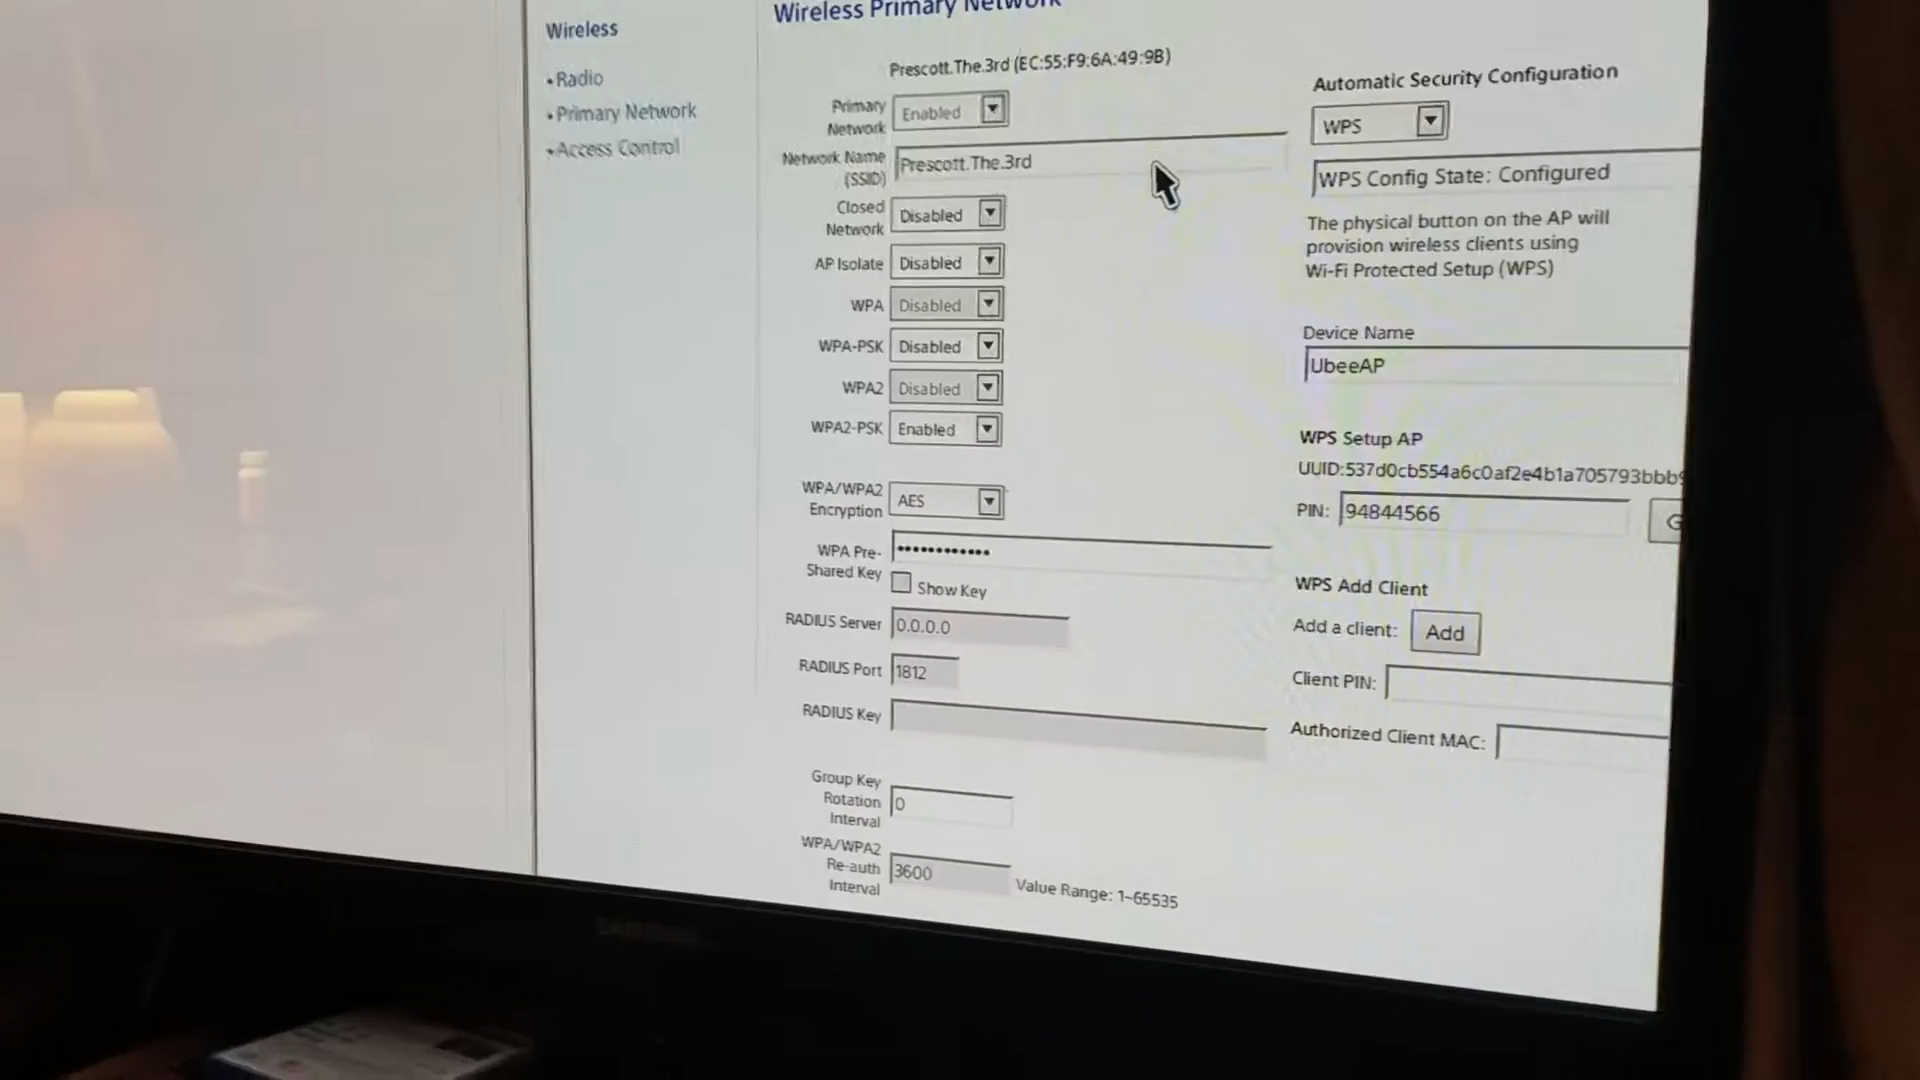 Wireless
Radio
Primary Network
Access Control
Wireless Primary Network
Prescott.The.3rd (EC:55:F9:6A:49:9B)
Primary Network Enabled
Network Name (SSID) Prescott.The.3rd
Closed Network Disabled
AP Isolate Disabled
WPA Disabled
WPA-PSK Disabled
WPA2 Disabled
WPA2-PSK Enabled
WPA/WPA2 Encryption AES
WPA Pre-Shared Key ••••••••••••
Show Key
RADIUS Server 0.0.0.0
RADIUS Port 1812
RADIUS Key
Group Key Rotation Interval 0
WPA/WPA2 Re-auth Interval 3600 Value Range: 1~65535
Automatic Security Configuration
WPS
WPS Config State: Configured
The physical button on the AP will
provision wireless clients using
Wi-Fi Protected Setup (WPS)
Device Name
UbeeAP
WPS Setup AP
UUID:537d0cb554a6c0af2e4b1a705793bbb9
PIN: 94844566 G
WPS Add Client
Add a client: Add
Client PIN:
Authorized Client MAC:
SAMSUNG